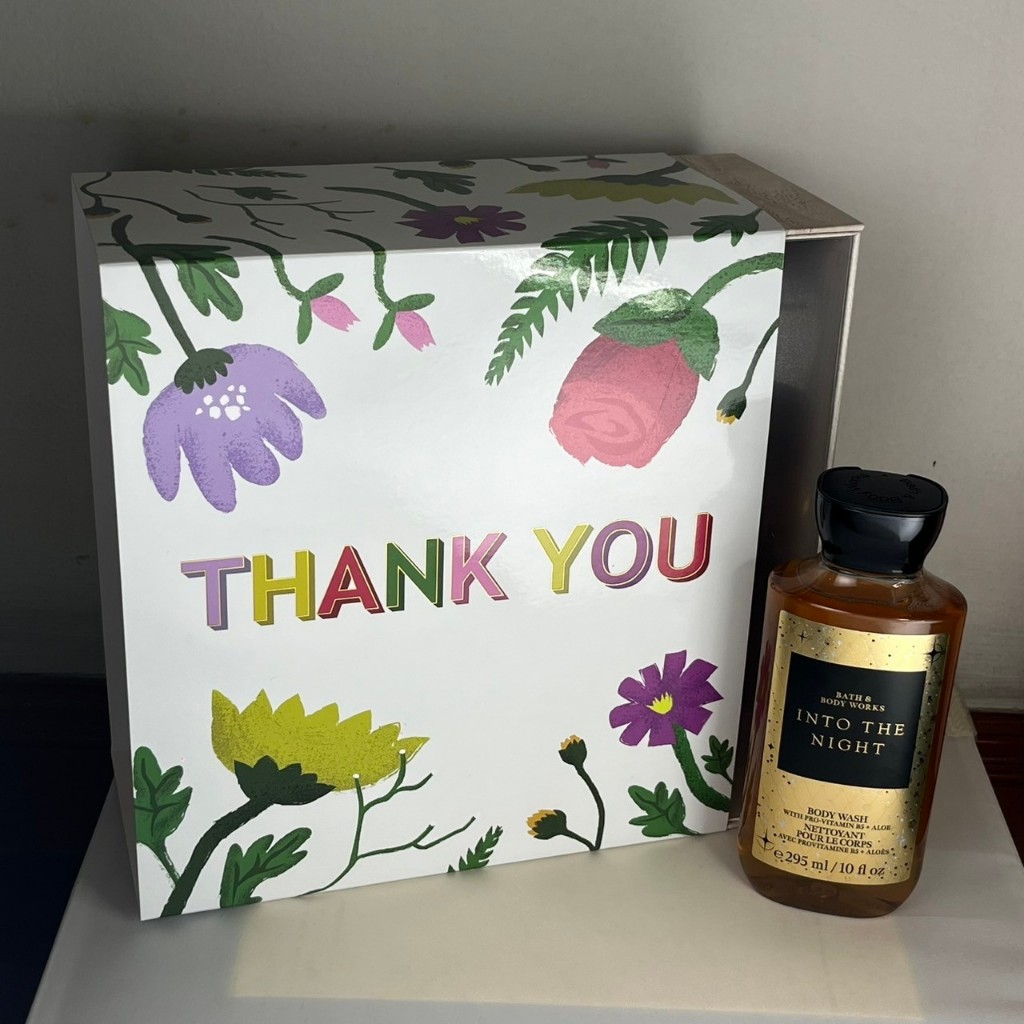 THANK YOU
BATH &
BODY WORKS
INTO THE
NIGHT
BODY WASH
WITH PRO-VITAMIN B5 + ALOE
NETTOYANT
POUR LE CORPS
AVEC PROVITAMINE B5 + ALOÈS
℮295 ml / 10 fl oz